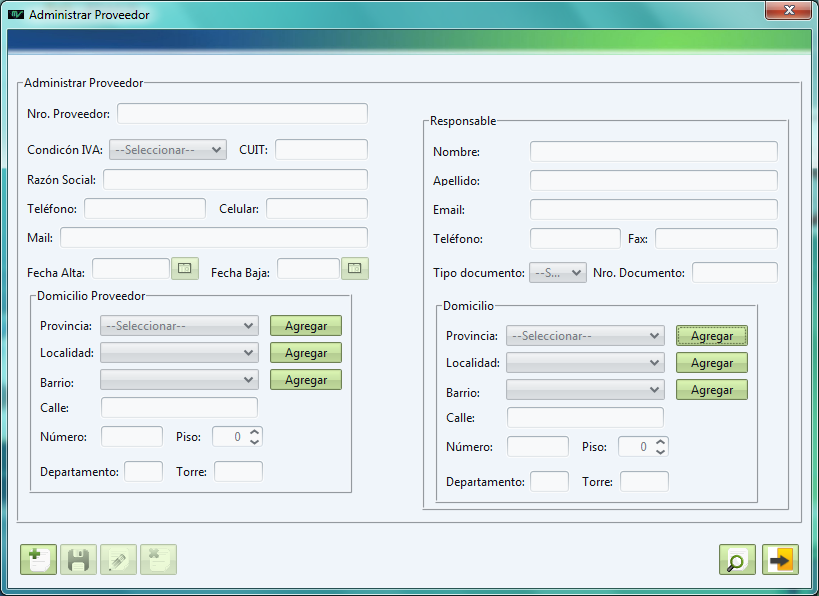 Administrar Proveedor
Administrar Proveedor
Nro. Proveedor:
Condicón IVA: --Seleccionar-- CUIT:
Razón Social:
Teléfono: Celular:
Mail:
Fecha Alta: Fecha Baja:
Domicilio Proveedor
Provincia: --Seleccionar-- Agregar
Localidad: Agregar
Barrio: Agregar
Calle:
Número: Piso: 0
Departamento: Torre:
Responsable
Nombre:
Apellido:
Email:
Teléfono: Fax:
Tipo documento: --S... Nro. Documento:
Domicilio
Provincia: --Seleccionar-- Agregar
Localidad: Agregar
Barrio: Agregar
Calle:
Número: Piso: 0
Departamento: Torre: